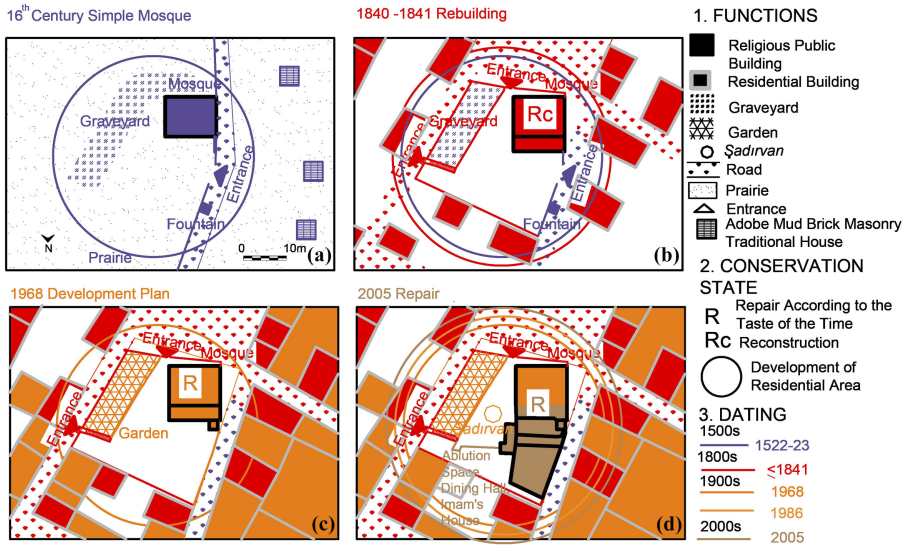 16th Century Simple Mosque
Mosque
Graveyard
Entrance
Fountain
Prairie
N
0 10m
(a)
1840 -1841 Rebuilding
Entrance
Mosque
Rc
Graveyard
Entrance
Entrance
Fountain
(b)
1968 Development Plan
Entrance
Mosque
R
Entrance
Garden
(c)
2005 Repair
Entrance
Mosque
R
Entrance
Şadırvan
Ablution
Space
Dining Hall
Imam's
House
(d)
1. FUNCTIONS
Religious Public
Building
Residential Building
Graveyard
Garden
Şadırvan
Road
Prairie
Entrance
Adobe Mud Brick Masonry
Traditional House
2. CONSERVATION
STATE
R Repair According to the
Taste of the Time
Rc Reconstruction
Development of
Residential Area
3. DATING
1500s
1522-23
1800s
≤1841
1900s
1968
1986
2000s
2005